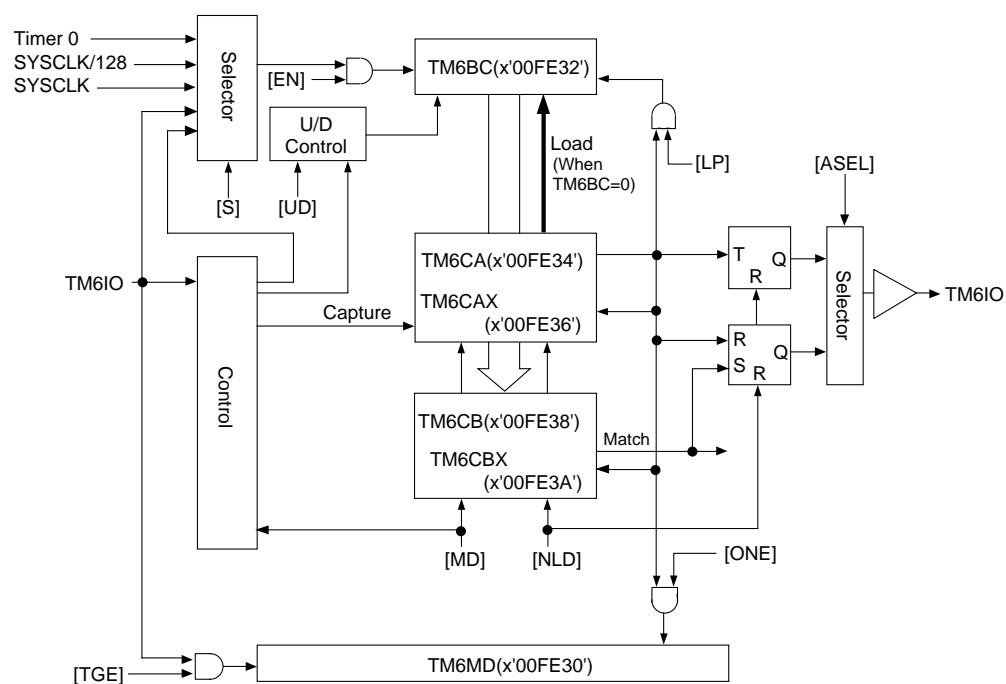 Timer 0
SYSCLK/128
SYSCLK
Selector
[EN]
TM6BC(x'00FE32')
U/D
Control
Load
(When
TM6BC=0)
[LP]
[ASEL]
[S]
[UD]
TM6IO
Control
Capture
TM6CA(x'00FE34')
TM6CAX
(x'00FE36')
T
Q
R
R
S
Q
R
Selector
TM6IO
TM6CB(x'00FE38')
TM6CBX
(x'00FE3A')
Match
[MD]
[NLD]
[ONE]
[TGE]
TM6MD(x'00FE30')